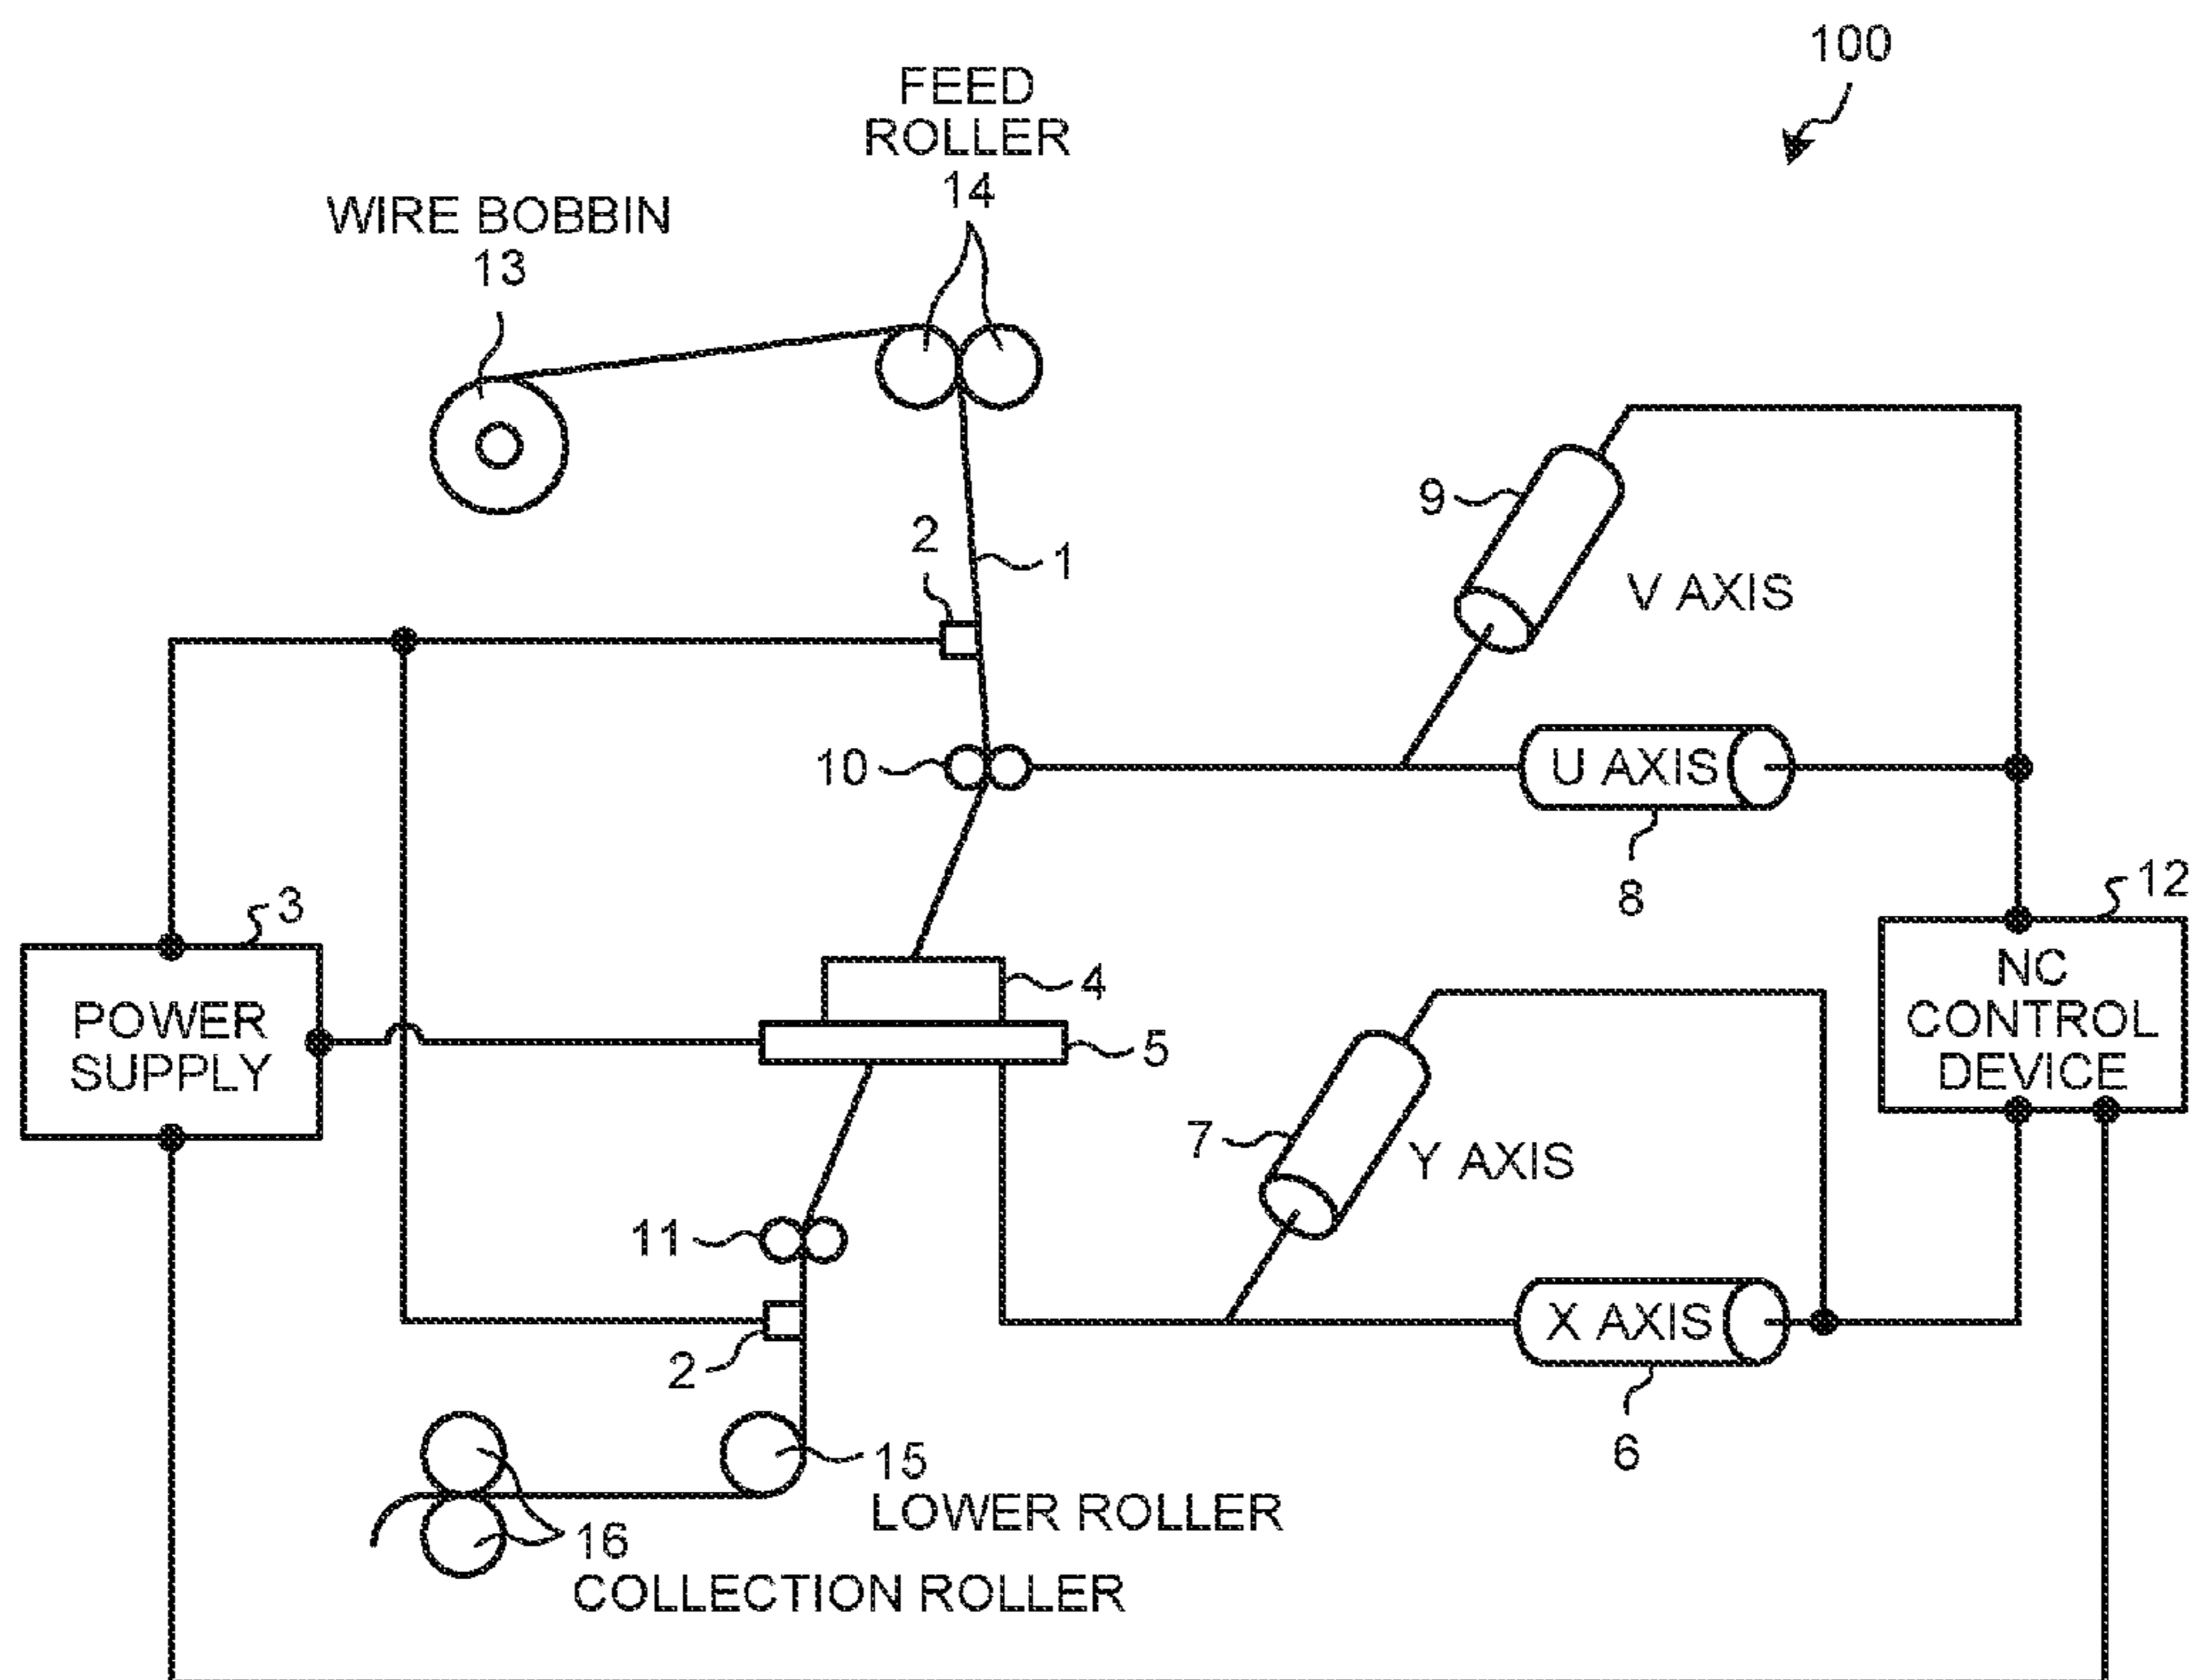 100
FEED
ROLLER
14
WIRE BOBBIN
13
9
2
1
V AXIS
10
U AXIS
8
12
3
NC
CONTROL
DEVICE
4
POWER
SUPPLY
5
7
Y AXIS
11
X AXIS
2
6
15
LOWER ROLLER
16
COLLECTION ROLLER